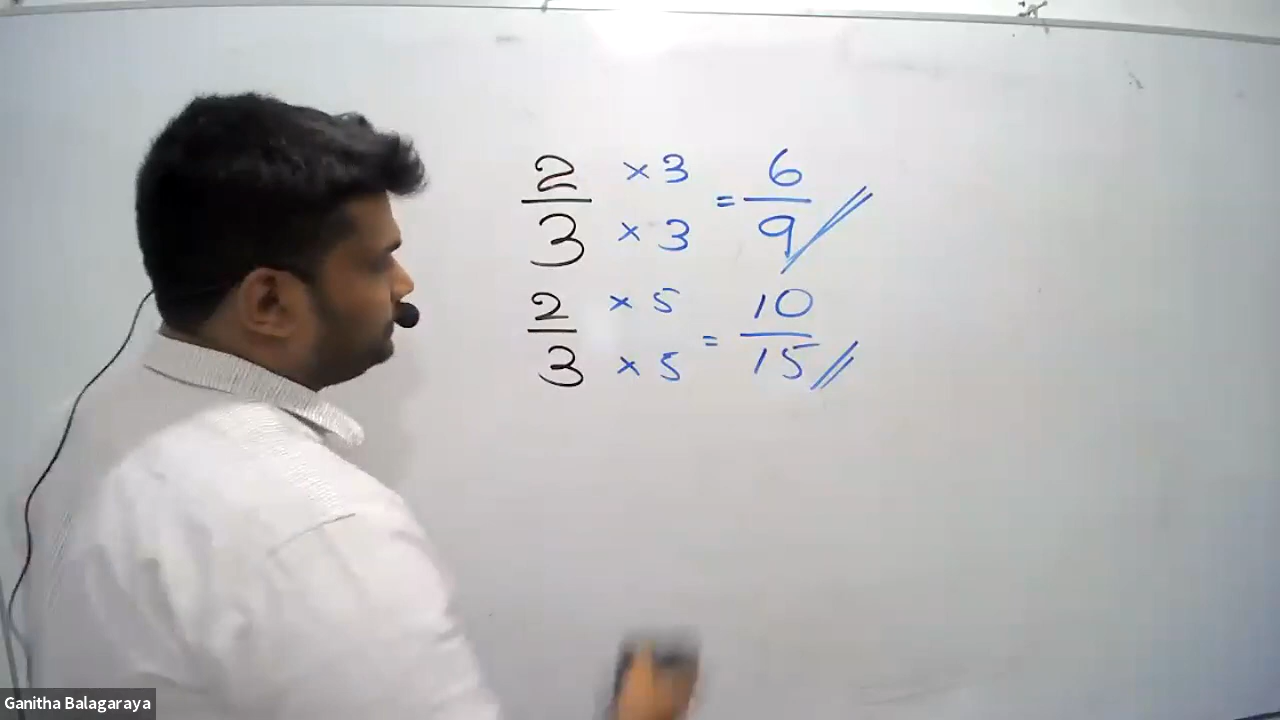 2/3 × 3/× 3 = 6/9
2/3 × 5/× 5 = 10/15
Ganitha Balagaraya